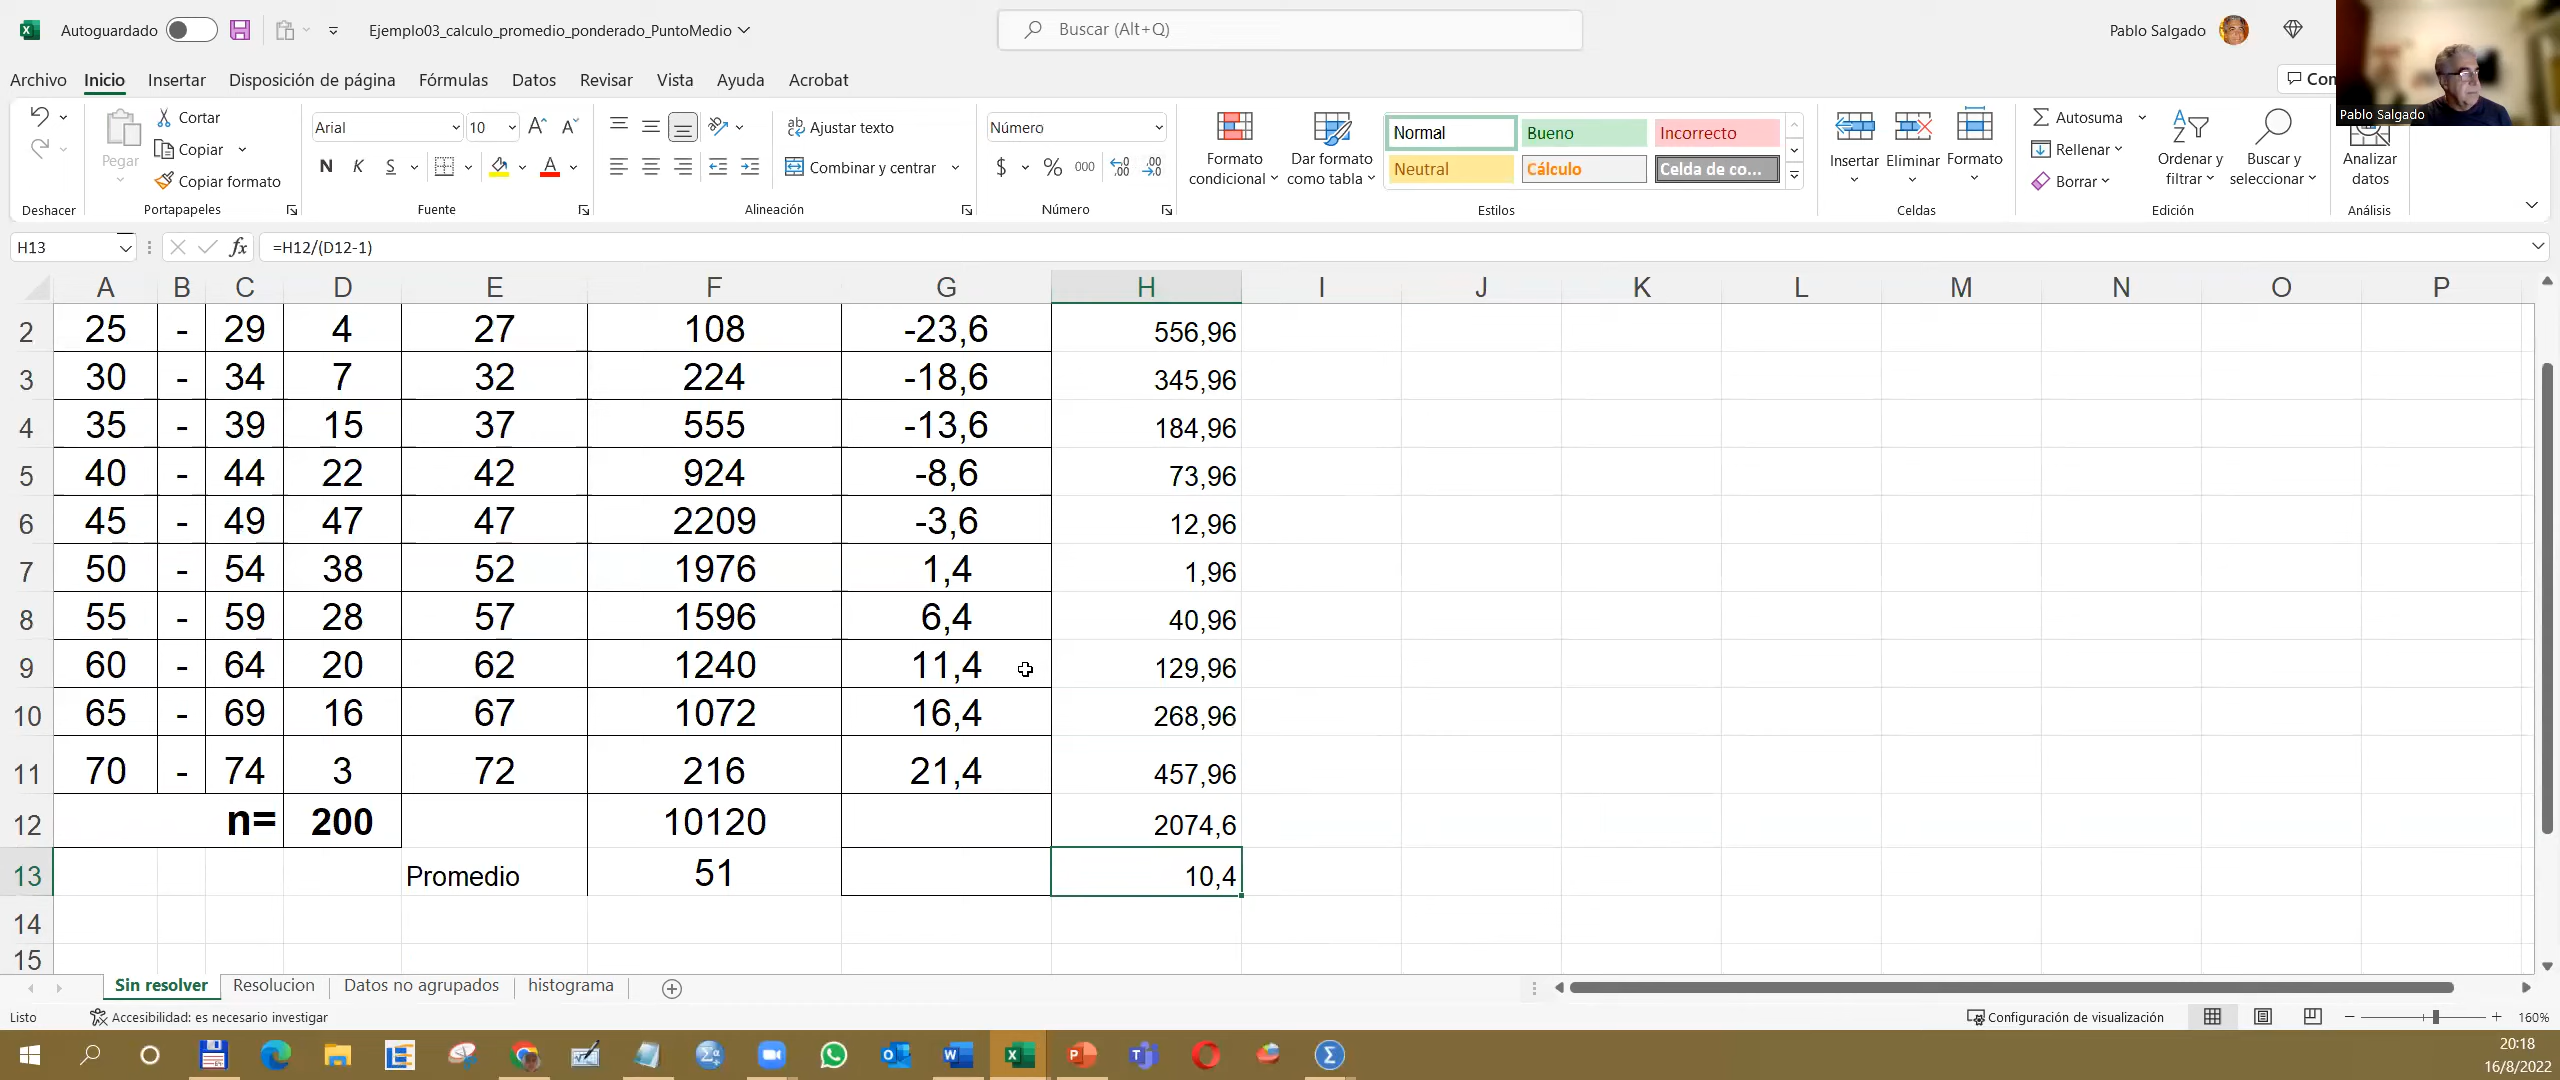 Autoguardado
Ejemplo03_calculo_promedio_ponderado_PuntoMedio
Buscar (Alt+Q)
Pablo Salgado
Archivo Inicio Insertar Disposición de página Fórmulas Datos Revisar Vista Ayuda Acrobat
Com
Pablo Salgado
Pegar
Cortar
Copiar
Copiar formato
Arial 10
N K S
Ajustar texto
Combinar y centrar
Número
$ % 000
Formato condicional
Dar formato como tabla
Normal Bueno Incorrecto
Neutral Cálculo Celda de co...
Insertar Eliminar Formato
Autosuma
Rellenar
Borrar
Ordenar y filtrar
Buscar y seleccionar
Analizar datos
Deshacer Portapapeles Fuente Alineación Número Estilos Celdas Edición Análisis
H13 fx =H12/(D12-1)
A B C D E F G H I J K L M N O P
2 25 - 29 4 27 108 -23,6 556,96
3 30 - 34 7 32 224 -18,6 345,96
4 35 - 39 15 37 555 -13,6 184,96
5 40 - 44 22 42 924 -8,6 73,96
6 45 - 49 47 47 2209 -3,6 12,96
7 50 - 54 38 52 1976 1,4 1,96
8 55 - 59 28 57 1596 6,4 40,96
9 60 - 64 20 62 1240 11,4 129,96
10 65 - 69 16 67 1072 16,4 268,96
11 70 - 74 3 72 216 21,4 457,96
12 n= 200 10120 2074,6
13 Promedio 51 10,4
14
15
Sin resolver Resolucion Datos no agrupados histograma
Listo Accesibilidad: es necesario investigar Configuración de visualización 160%
20:18
16/8/2022